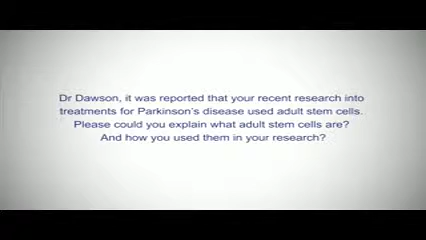 Dr Dawson, it was reported that your recent research into
treatments for Parkinson's disease used adult stem cells.
Please could you explain what adult stem cells are?
And how you used them in your research?